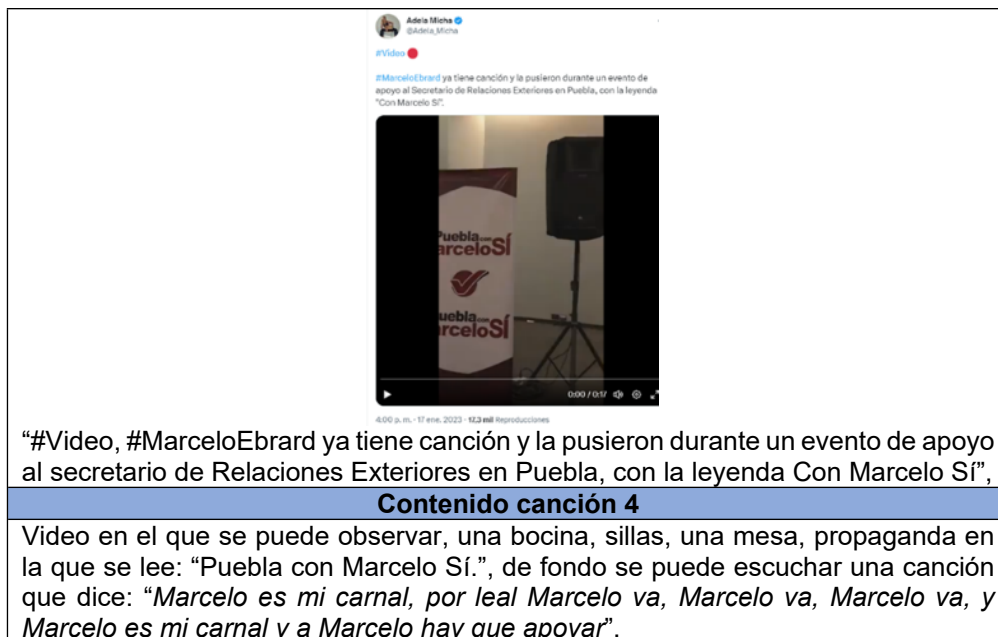 Adela Micha
@Adela_Micha
#Video
#MarceloEbrard ya tiene canción y la pusieron durante un evento de
apoyo al Secretario de Relaciones Exteriores en Puebla, con la leyenda
"Con Marcelo Sí".
Puebla con
arceloSÍ
uebla con
rceloSÍ
0:00 / 0:17
4:00 p. m. · 17 ene. 2023 · 17,3 mil Reproducciones
“#Video, #MarceloEbrard ya tiene canción y la pusieron durante un evento de apoyo
al secretario de Relaciones Exteriores en Puebla, con la leyenda Con Marcelo Sí”,
Contenido canción 4
Video en el que se puede observar, una bocina, sillas, una mesa, propaganda en
la que se lee: “Puebla con Marcelo Sí.”, de fondo se puede escuchar una canción
que dice: “Marcelo es mi carnal, por leal Marcelo va, Marcelo va, Marcelo va, y
Marcelo es mi carnal y a Marcelo hay que apoyar”.